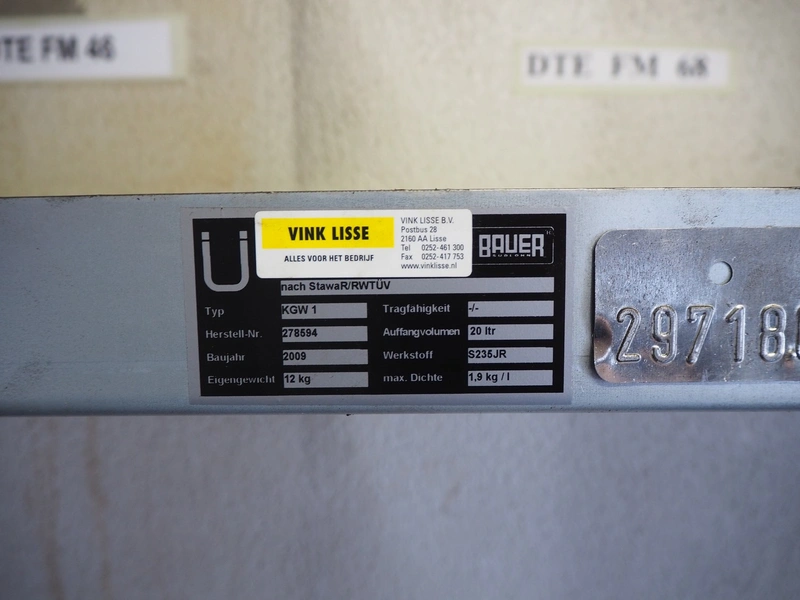 DTE FM 46
DTE FM 68
Ü
VINK LISSE
ALLES VOOR HET BEDRIJF
VINK LISSE B.V.
Postbus 28
2160 AA Lisse
Tel 0252-461 300
Fax 0252-417 753
www.vinklisse.nl
BAUER
SÜDLOHN
nach StawaR/RWTÜV
Typ KGW 1 Tragfähigkeit -/-
Herstell-Nr. 278594 Auffangvolumen 20 ltr
Baujahr 2009 Werkstoff S235JR
Eigengewicht 12 kg max. Dichte 1,9 kg / l
29718